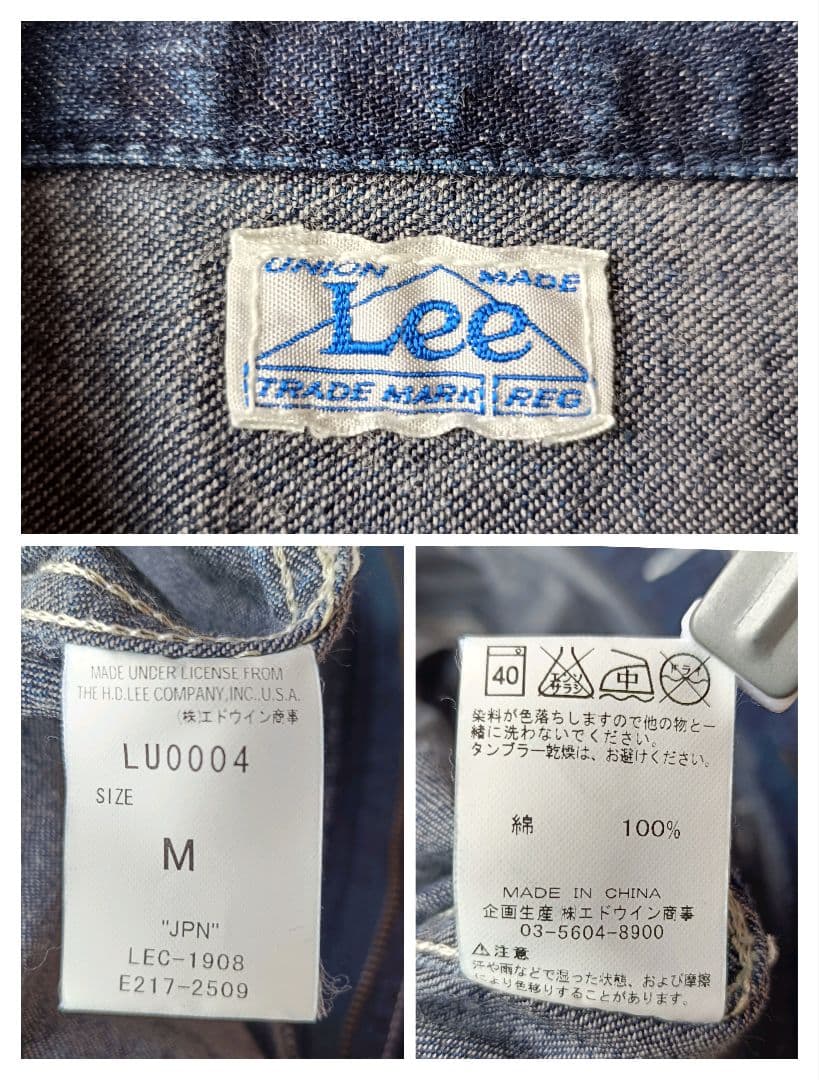 UNION MADE
Lee
TRADE MARK REG
MADE UNDER LICENSE FROM
THE H.D.LEE COMPANY,INC.U.S.A.
(株)エドウイン商事
LU0004
SIZE
M
"JPN"
LEC-1908
E217-2509
40 エンソサラシ 中 ドライ
染料が色落ちしますので他の物と一
緒に洗わないでください。
タンブラー乾燥は、お避けください。
綿 100%
MADE IN CHINA
企画生産 ㈱エドウイン商事
03-5604-8900
⚠注意
汗や雨などで湿った状態、および摩擦
により色移りすることがあります。